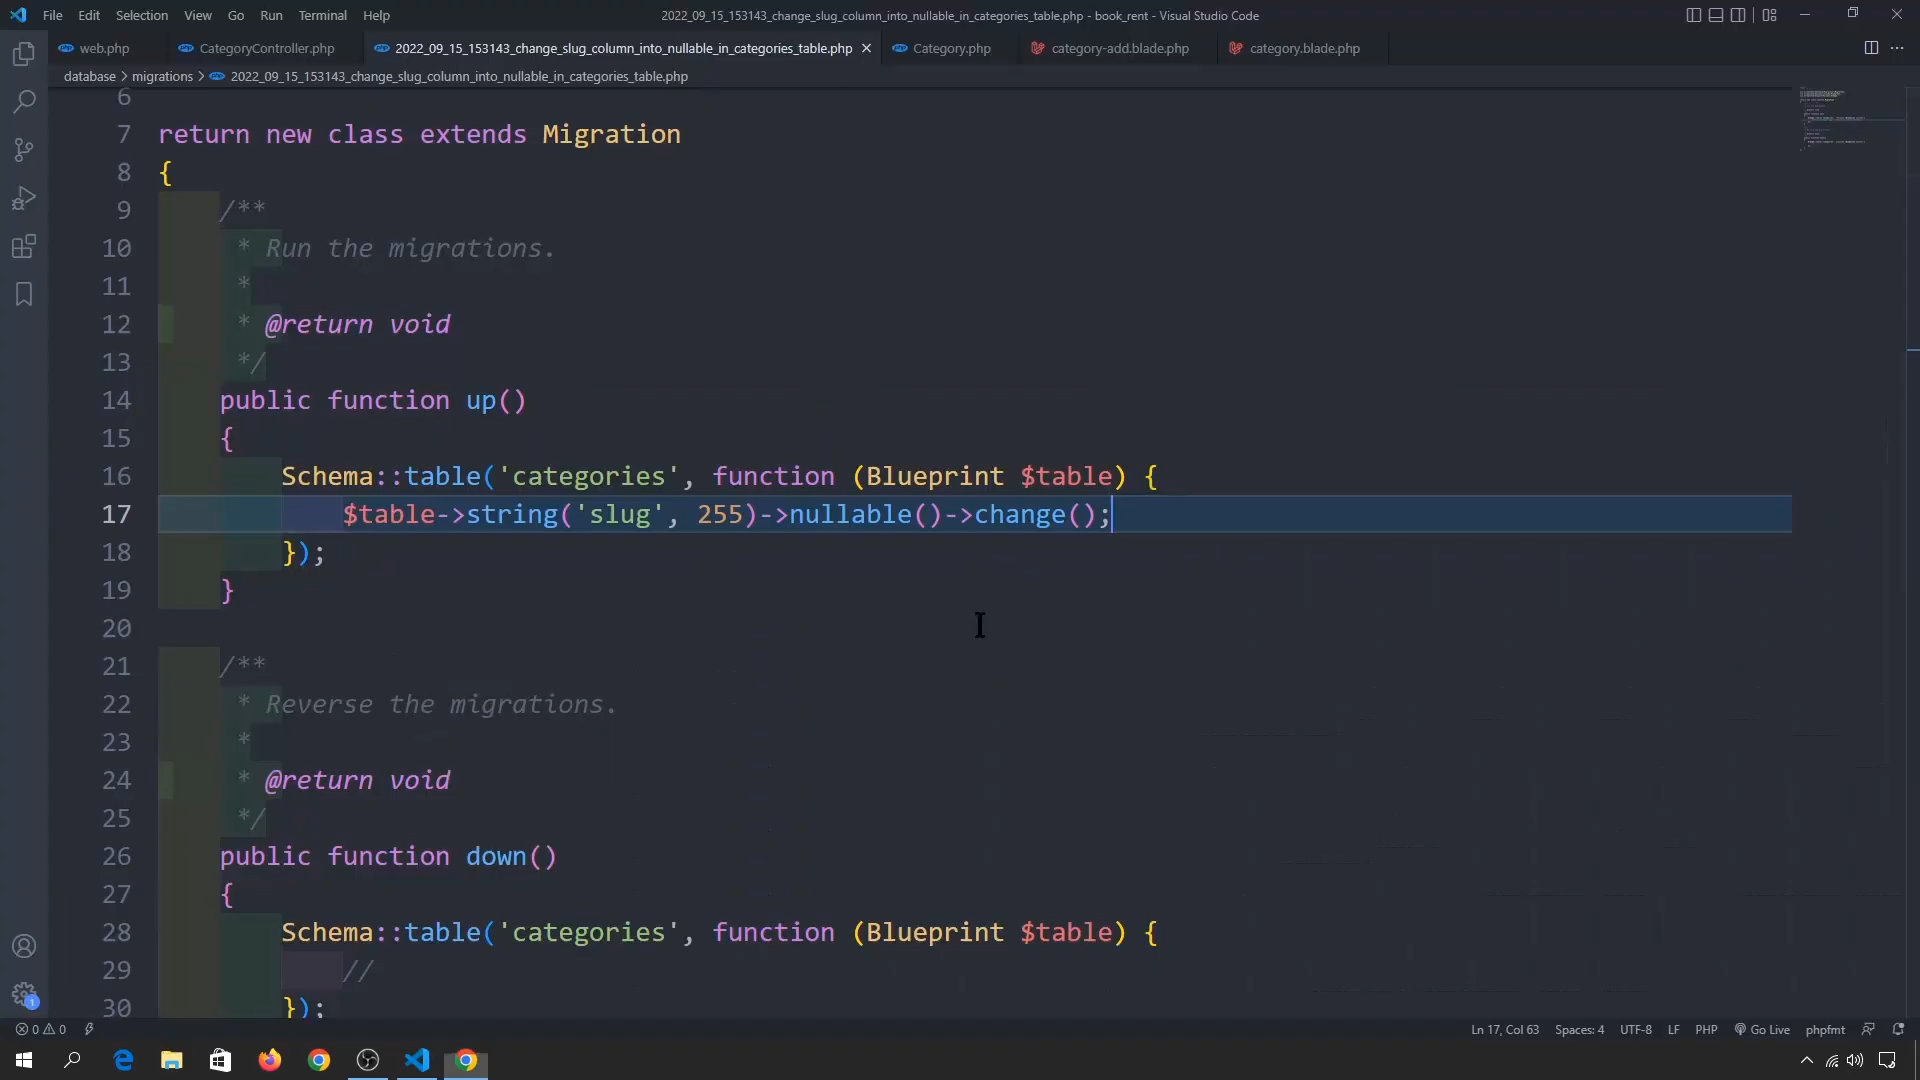 File Edit Selection View Go Run Terminal Help
2022_09_15_153143_change_slug_column_into_nullable_in_categories_table.php - book_rent - Visual Studio Code
web.php CategoryController.php 2022_09_15_153143_change_slug_column_into_nullable_in_categories_table.php Category.php category-add.blade.php category.blade.php
database > migrations > 2022_09_15_153143_change_slug_column_into_nullable_in_categories_table.php
6
7 return new class extends Migration
8 {
9 /**
10 * Run the migrations.
11 *
12 * @return void
13 */
14 public function up()
15 {
16 Schema::table('categories', function (Blueprint $table) {
17 $table->string('slug', 255)->nullable()->change();
18 });
19 }
20
21 /**
22 * Reverse the migrations.
23 *
24 * @return void
25 */
26 public function down()
27 {
28 Schema::table('categories', function (Blueprint $table) {
29 //
30 });
1
0 0 Ln 17, Col 63 Spaces: 4 UTF-8 LF PHP Go Live phpfmt